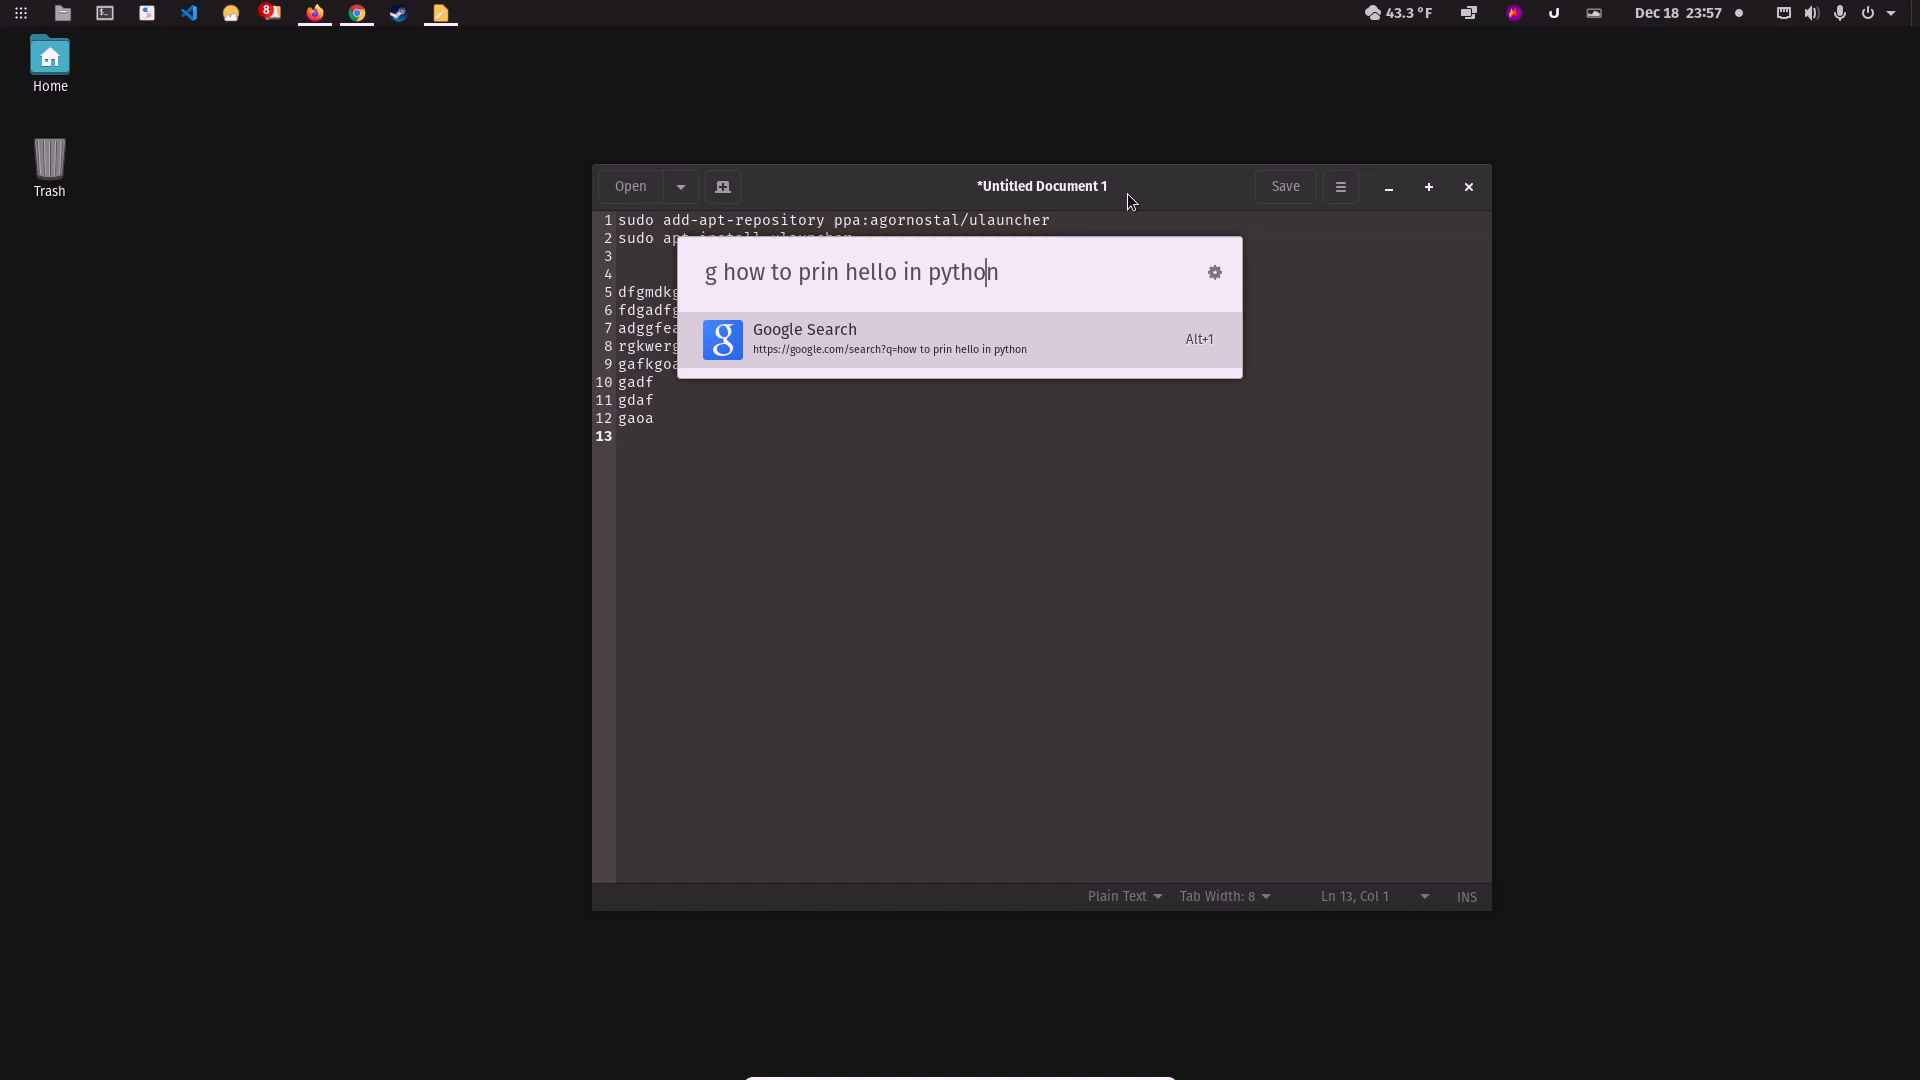 8
43.3 °F
Dec 18 23:57
Home
Trash
Open
*Untitled Document 1
Save
1 sudo add-apt-repository ppa:agornostal/ulauncher
2 sudo
3
4
5 dfgmdkg
6 fdgadfg
7 adggfea
8 rgkwerg
9 gafkgoa
10 gadf
11 gdaf
12 gaoa
13
g how to prin hello in python
Google Search
https://google.com/search?q=how to prin hello in python
Alt+1
Plain Text
Tab Width: 8
Ln 13, Col 1
INS